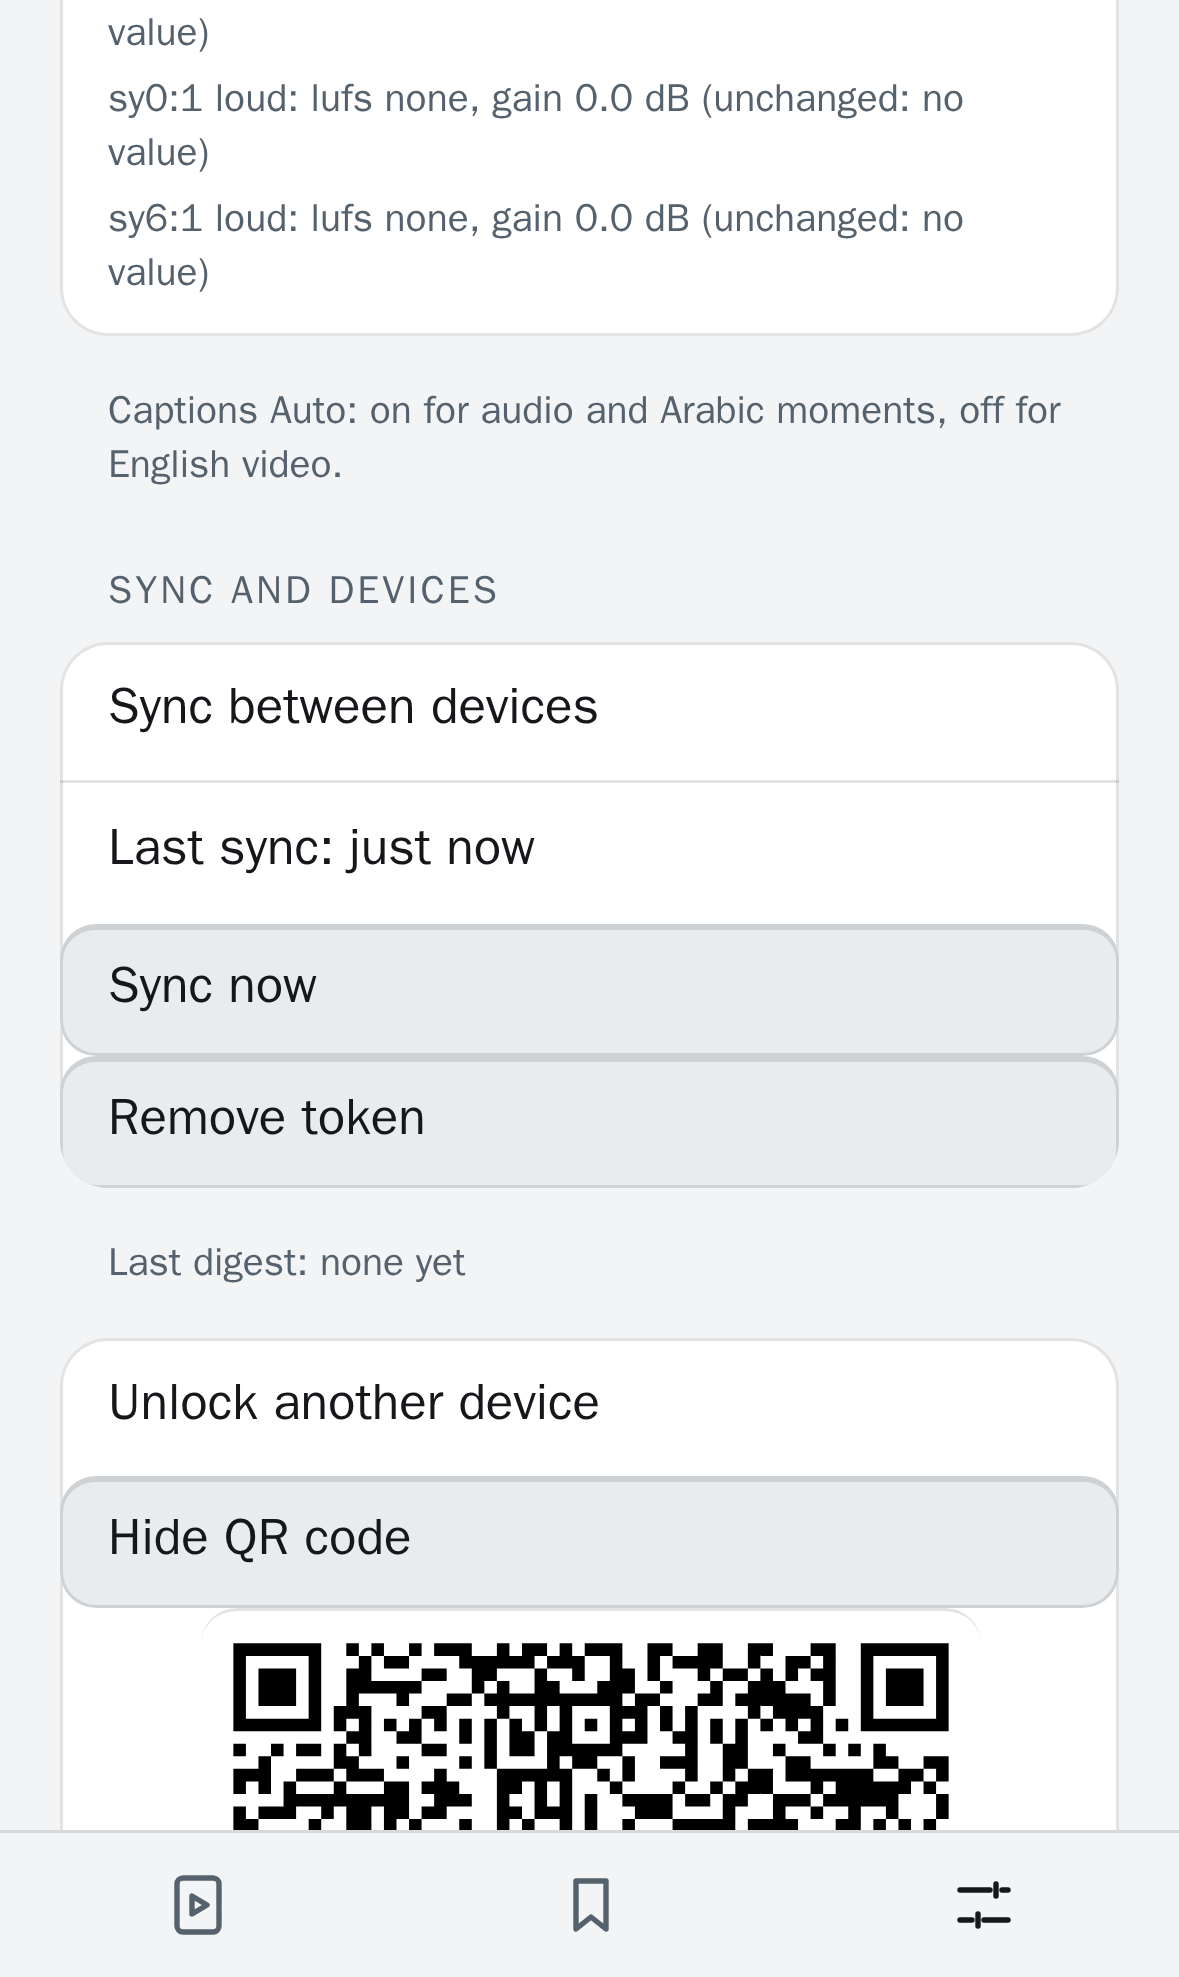 value)
sy0:1 loud: lufs none, gain 0.0 dB (unchanged: no
value)
sy6:1 loud: lufs none, gain 0.0 dB (unchanged: no
value)
Captions Auto: on for audio and Arabic moments, off for
English video.
SYNC AND DEVICES
Sync between devices
Last sync: just now
Sync now
Remove token
Last digest: none yet
Unlock another device
Hide QR code